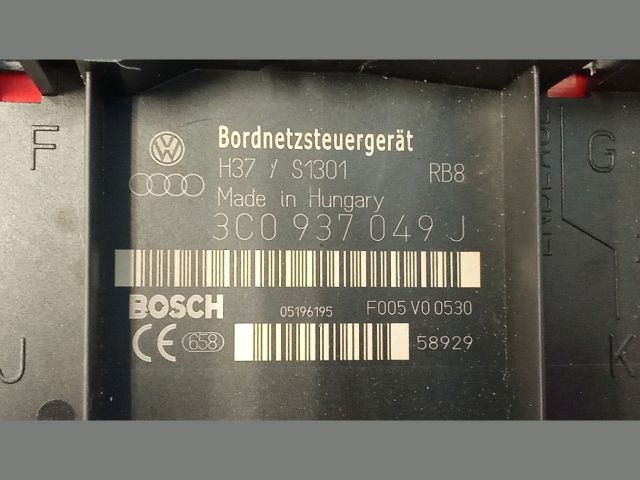 Bordnetzsteuergerät
H37 / S1301 RB8
Made in Hungary
3C0 937 049 J
BOSCH 05196195 F005 V0 0530
CE 658 58929
F
G
J
K